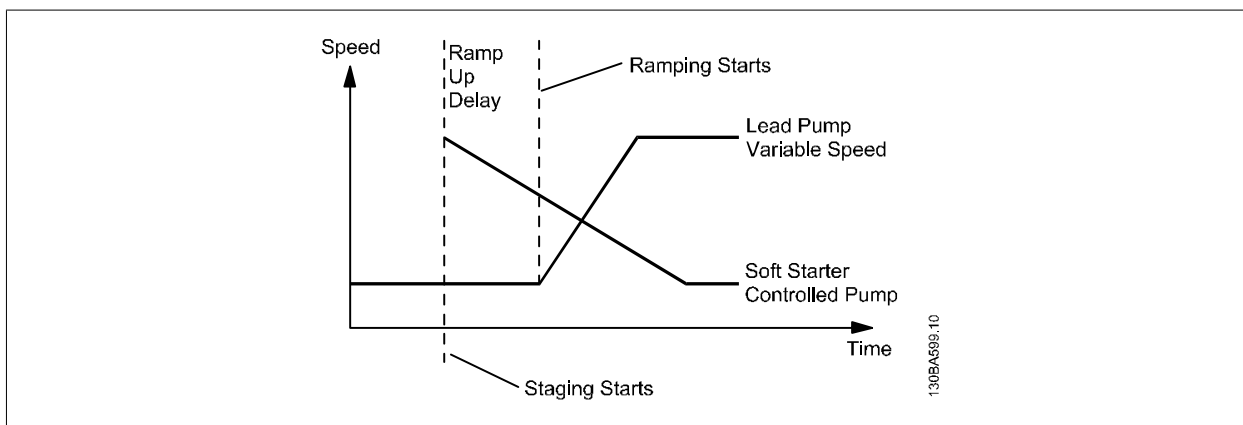 Speed
Ramp
Up
Delay
Ramping Starts
Lead Pump
Variable Speed
Soft Starter
Controlled Pump
Time
Staging Starts
130BA599.10